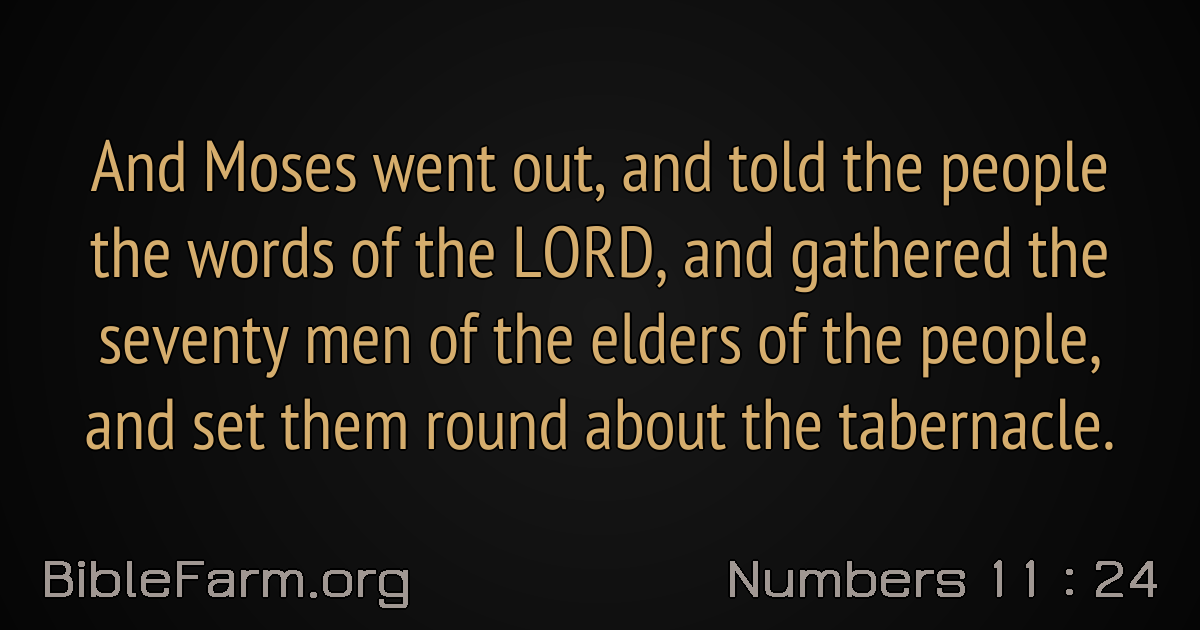 And Moses went out, and told the people
the words of the LORD, and gathered the
seventy men of the elders of the people,
and set them round about the tabernacle.
BibleFarm.org
Numbers 11 : 24